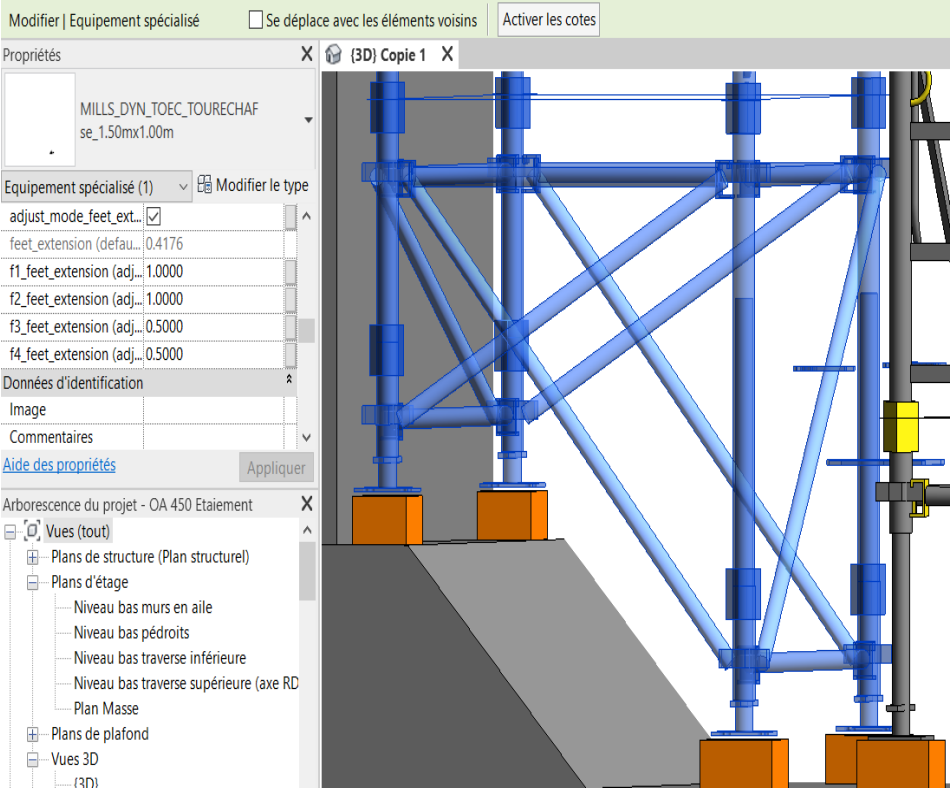 Modifier | Equipement spécialisé
Se déplace avec les éléments voisins
Activer les cotes
Propriétés X
{3D} Copie 1 X
MILLS_DYN_TOEC_TOURECHAF
se_1.50mx1.00m
Equipement spécialisé (1)
Modifier le type
adjust_mode_feet_ext...
feet_extension (defau... 0.4176
f1_feet_extension (adj... 1.0000
f2_feet_extension (adj... 1.0000
f3_feet_extension (adj... 0.5000
f4_feet_extension (adj... 0.5000
Données d'identification
Image
Commentaires
Aide des propriétés
Appliquer
Arborescence du projet - OA 450 Etaiement X
Vues (tout)
Plans de structure (Plan structurel)
Plans d'étage
Niveau bas murs en aile
Niveau bas pédroits
Niveau bas traverse inférieure
Niveau bas traverse supérieure (axe RD
Plan Masse
Plans de plafond
Vues 3D
{3D}